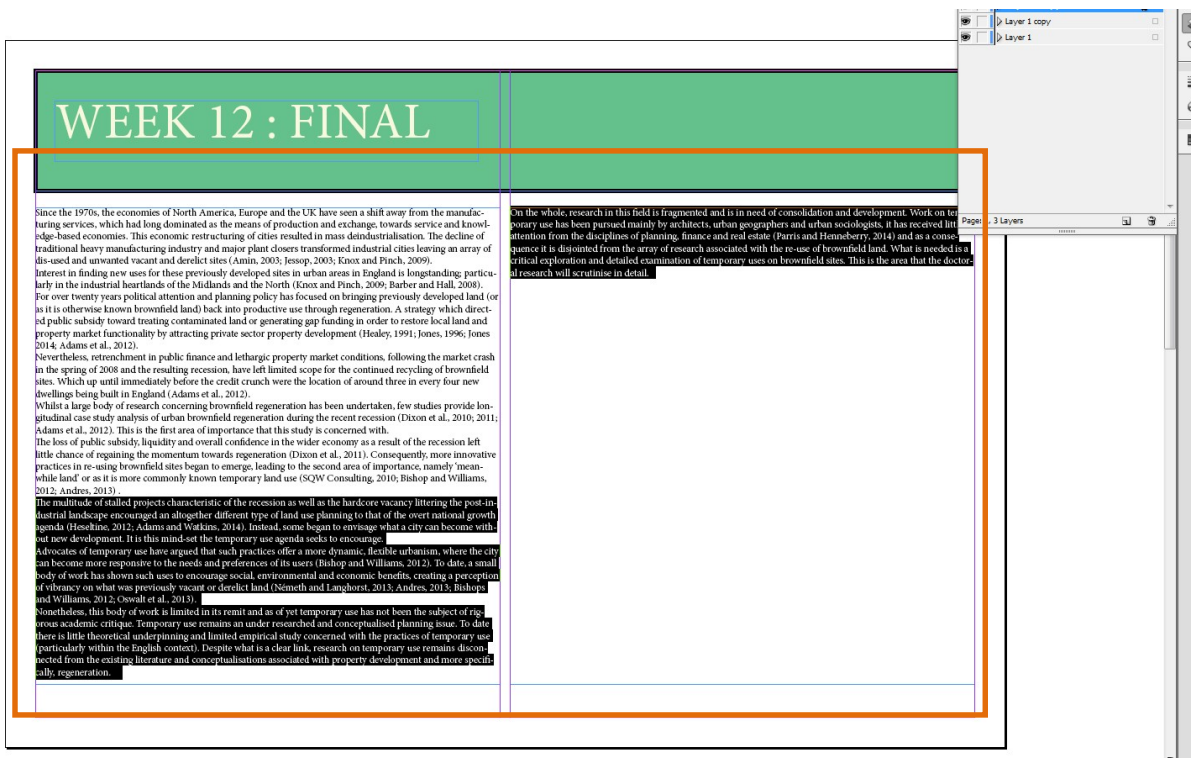 Layer 1 copy
Layer 1
WEEK 12 : FINAL
Since the 1970s, the economies of North America, Europe and the UK have seen a shift away from the manufac-
turing services, which had long dominated as the means of production and exchange, towards service and knowl-
edge-based economies. This economic restructuring of cities resulted in mass deindustrialisation. The decline of
traditional heavy manufacturing industry and major plant closers transformed industrial cities leaving an array of
dis-used and unwanted vacant and derelict sites (Amin, 2003; Jessop, 2003; Knox and Pinch, 2009).
Interest in finding new uses for these previously developed sites in urban areas in England is longstanding; particu-
larly in the industrial heartlands of the Midlands and the North (Knox and Pinch, 2009; Barber and Hall, 2008).
For over twenty years political attention and planning policy has focused on bringing previously developed land (or
as it is otherwise known brownfield land) back into productive use through regeneration. A strategy which direct-
ed public subsidy toward treating contaminated land or generating gap funding in order to restore local land and
property market functionality by attracting private sector property development (Healey, 1991; Jones, 1996; Jones
2014; Adams et al., 2012).
Nevertheless, retrenchment in public finance and lethargic property market conditions, following the market crash
in the spring of 2008 and the resulting recession, have left limited scope for the continued recycling of brownfield
sites. Which up until immediately before the credit crunch were the location of around three in every four new
dwellings being built in England (Adams et al., 2012).
Whilst a large body of research concerning brownfield regeneration has been undertaken, few studies provide lon-
gitudinal case study analysis of urban brownfield regeneration during the recent recession (Dixon et al., 2010; 2011;
Adams et al., 2012). This is the first area of importance that this study is concerned with.
The loss of public subsidy, liquidity and overall confidence in the wider economy as a result of the recession left
little chance of regaining the momentum towards regeneration (Dixon et al., 2011). Consequently, more innovative
practices in re-using brownfield sites began to emerge, leading to the second area of importance, namely 'mean-
while land' or as it is more commonly known temporary land use (SQW Consulting, 2010; Bishop and Williams,
2012; Andres, 2013) .
The multitude of stalled projects characteristic of the recession as well as the hardcore vacancy littering the post-in-
dustrial landscape encouraged an altogether different type of land use planning to that of the overt national growth
agenda (Heseltine, 2012; Adams and Watkins, 2014). Instead, some began to envisage what a city can become with-
out new development. It is this mind-set the temporary use agenda seeks to encourage.
Advocates of temporary use have argued that such practices offer a more dynamic, flexible urbanism, where the city
can become more responsive to the needs and preferences of its users (Bishop and Williams, 2012). To date, a small
body of work has shown such uses to encourage social, environmental and economic benefits, creating a perception
of vibrancy on what was previously vacant or derelict land (Németh and Langhorst, 2013; Andres, 2013; Bishops
and Williams, 2012; Oswalt et al., 2013).
Nonetheless, this body of work is limited in its remit and as of yet temporary use has not been the subject of rig-
orous academic critique. Temporary use remains an under researched and conceptualised planning issue. To date
there is little theoretical underpinning and limited empirical study concerned with the practices of temporary use
(particularly within the English context). Despite what is a clear link, research on temporary use remains discon-
nected from the existing literature and conceptualisations associated with property development and more specifi-
cally, regeneration.
On the whole, research in this field is fragmented and is in need of consolidation and development. Work on
porary use has been pursued mainly by architects, urban geographers and urban sociologists, it has received
attention from the disciplines of planning, finance and real estate (Parris and Henneberry, 2014) and as a
quence it is disjointed from the array of research associated with the re-use of brownfield land. What is needed is a
critical exploration and detailed examination of temporary uses on brownfield sites. This is the area that the doctor-
al research will scrutinise in detail.
3 Layers